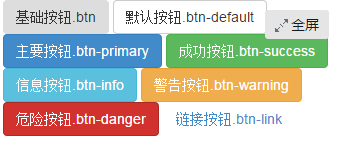 基础按钮.btn 默认按钮.btn-default 全屏
主要按钮.btn-primary 成功按钮.btn-success
信息按钮.btn-info 警告按钮.btn-warning
危险按钮.btn-danger 链接按钮.btn-link